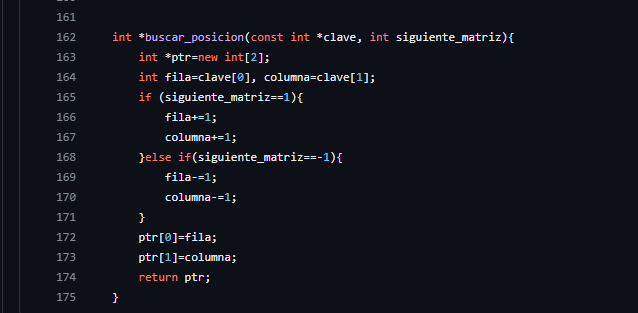 161
162 int *buscar_posicion(const int *clave, int siguiente_matriz){
163 int *ptr=new int[2];
164 int fila=clave[0], columna=clave[1];
165 if (siguiente_matriz==1){
166 fila+=1;
167 columna+=1;
168 }else if(siguiente_matriz==-1){
169 fila-=1;
170 columna-=1;
171 }
172 ptr[0]=fila;
173 ptr[1]=columna;
174 return ptr;
175 }